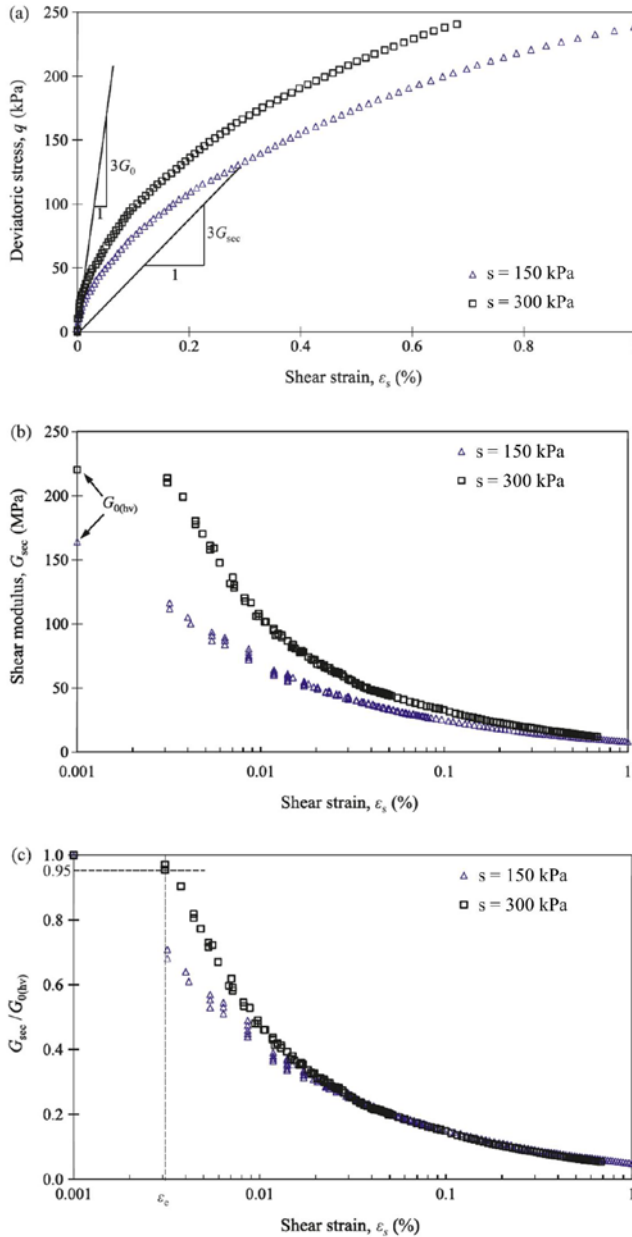 (a)
250
200
150
100
50
0
Deviatoric stress, q (kPa)
3G0
1
3Gsec
1
s = 150 kPa
s = 300 kPa
0
0.2
0.4
0.6
0.8
1
Shear strain, εs (%)
(b)
250
200
150
100
50
0
Shear modulus, Gsec (MPa)
G0(hv)
s = 150 kPa
s = 300 kPa
0.001
0.01
0.1
1
Shear strain, εs (%)
(c)
1.0
0.95
0.8
0.6
0.4
0.2
0.0
Gsec / G0(hv)
s = 150 kPa
s = 300 kPa
0.001
εe
0.01
0.1
1
Shear strain, εs (%)